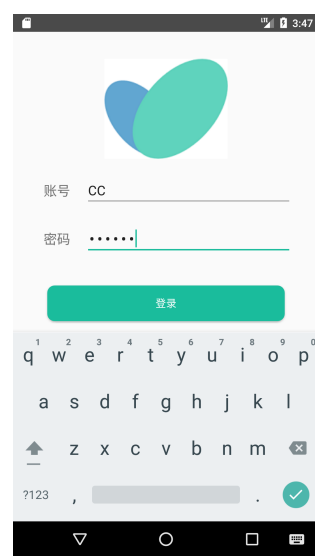 LTE 3:47
账号 CC
密码 ••••••
登录
1 2 3 4 5 6 7 8 9 0
q w e r t y u i o p
a s d f g h j k l
z x c v b n m
?123 , .